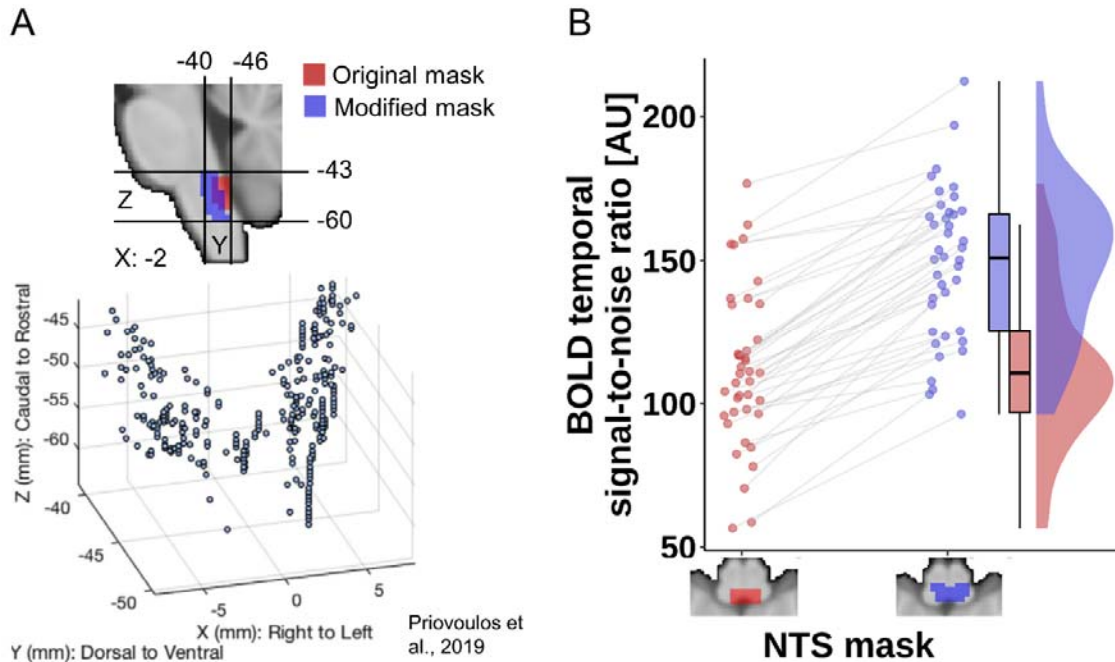 A
-40 -46
Original mask
Modified mask
-43
Z
-60
Y
X: -2
Z (mm): Caudal to Rostral
-45
-50
-55
-60
-40
-45
-50
-5
0
5
X (mm): Right to Left
Y (mm): Dorsal to Ventral
Priovoulos et
al., 2019
B
BOLD temporal
signal-to-noise ratio [AU]
200
150
100
50
NTS mask